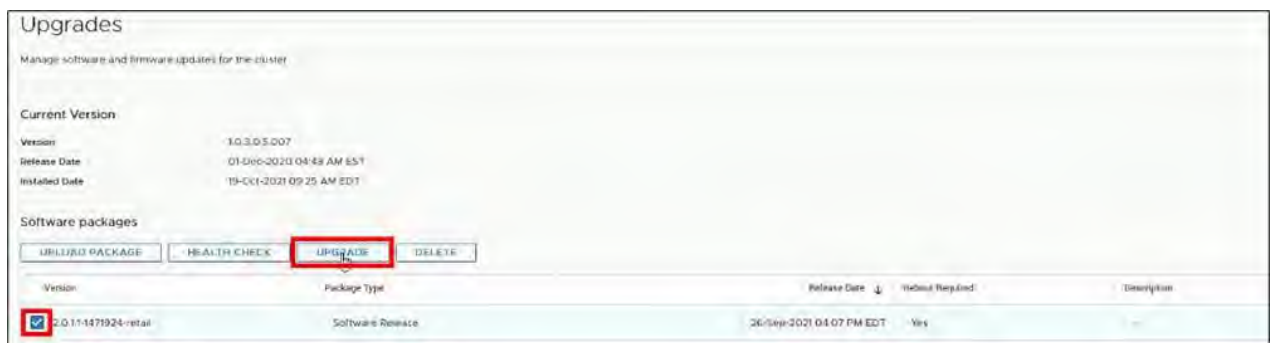 Upgrades
Manage software and firmware updates for the cluster
Current Version
Version 1.0.3.0.5.007
Release Date 01-Dec-2020 04:48 AM EST
Installed Date 19-Oct-2021 09:25 AM EDT
Software packages
UPLOAD PACKAGE HEALTH CHECK UPGRADE DELETE
Version Package Type Release Date ↓ Reboot Required Description
2.0.1.1-1471924-retail Software Release 26-Sep-2021 04:07 PM EDT Yes